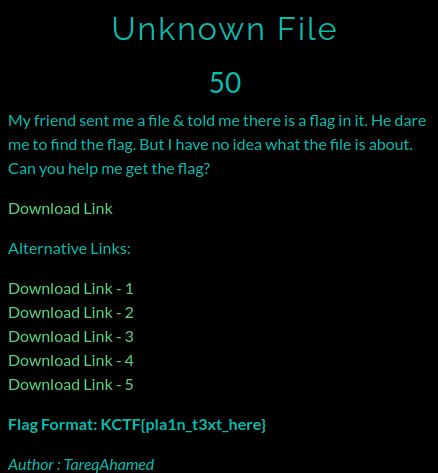 Unknown File
50
My friend sent me a file & told me there is a flag in it. He dare
me to find the flag. But I have no idea what the file is about.
Can you help me get the flag?
Download Link
Alternative Links:
Download Link - 1
Download Link - 2
Download Link - 3
Download Link - 4
Download Link - 5
Flag Format: KCTF{pla1n_t3xt_here}
Author : TareqAhamed